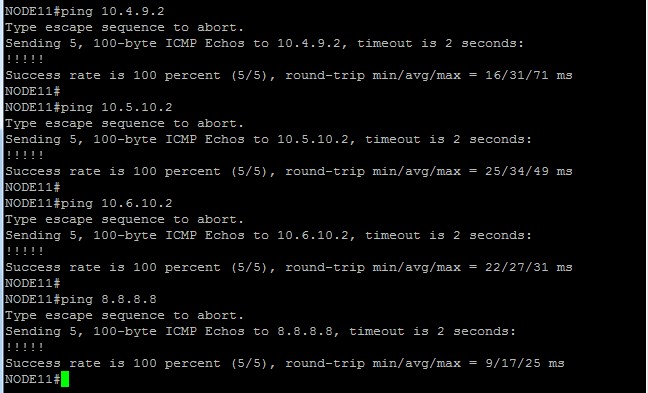 NODE11#ping 10.4.9.2
Type escape sequence to abort.
Sending 5, 100-byte ICMP Echos to 10.4.9.2, timeout is 2 seconds:
!!!!!
Success rate is 100 percent (5/5), round-trip min/avg/max = 16/31/71 ms
NODE11#
NODE11#ping 10.5.10.2
Type escape sequence to abort.
Sending 5, 100-byte ICMP Echos to 10.5.10.2, timeout is 2 seconds:
!!!!!
Success rate is 100 percent (5/5), round-trip min/avg/max = 25/34/49 ms
NODE11#
NODE11#ping 10.6.10.2
Type escape sequence to abort.
Sending 5, 100-byte ICMP Echos to 10.6.10.2, timeout is 2 seconds:
!!!!!
Success rate is 100 percent (5/5), round-trip min/avg/max = 22/27/31 ms
NODE11#
NODE11#ping 8.8.8.8
Type escape sequence to abort.
Sending 5, 100-byte ICMP Echos to 8.8.8.8, timeout is 2 seconds:
!!!!!
Success rate is 100 percent (5/5), round-trip min/avg/max = 9/17/25 ms
NODE11#